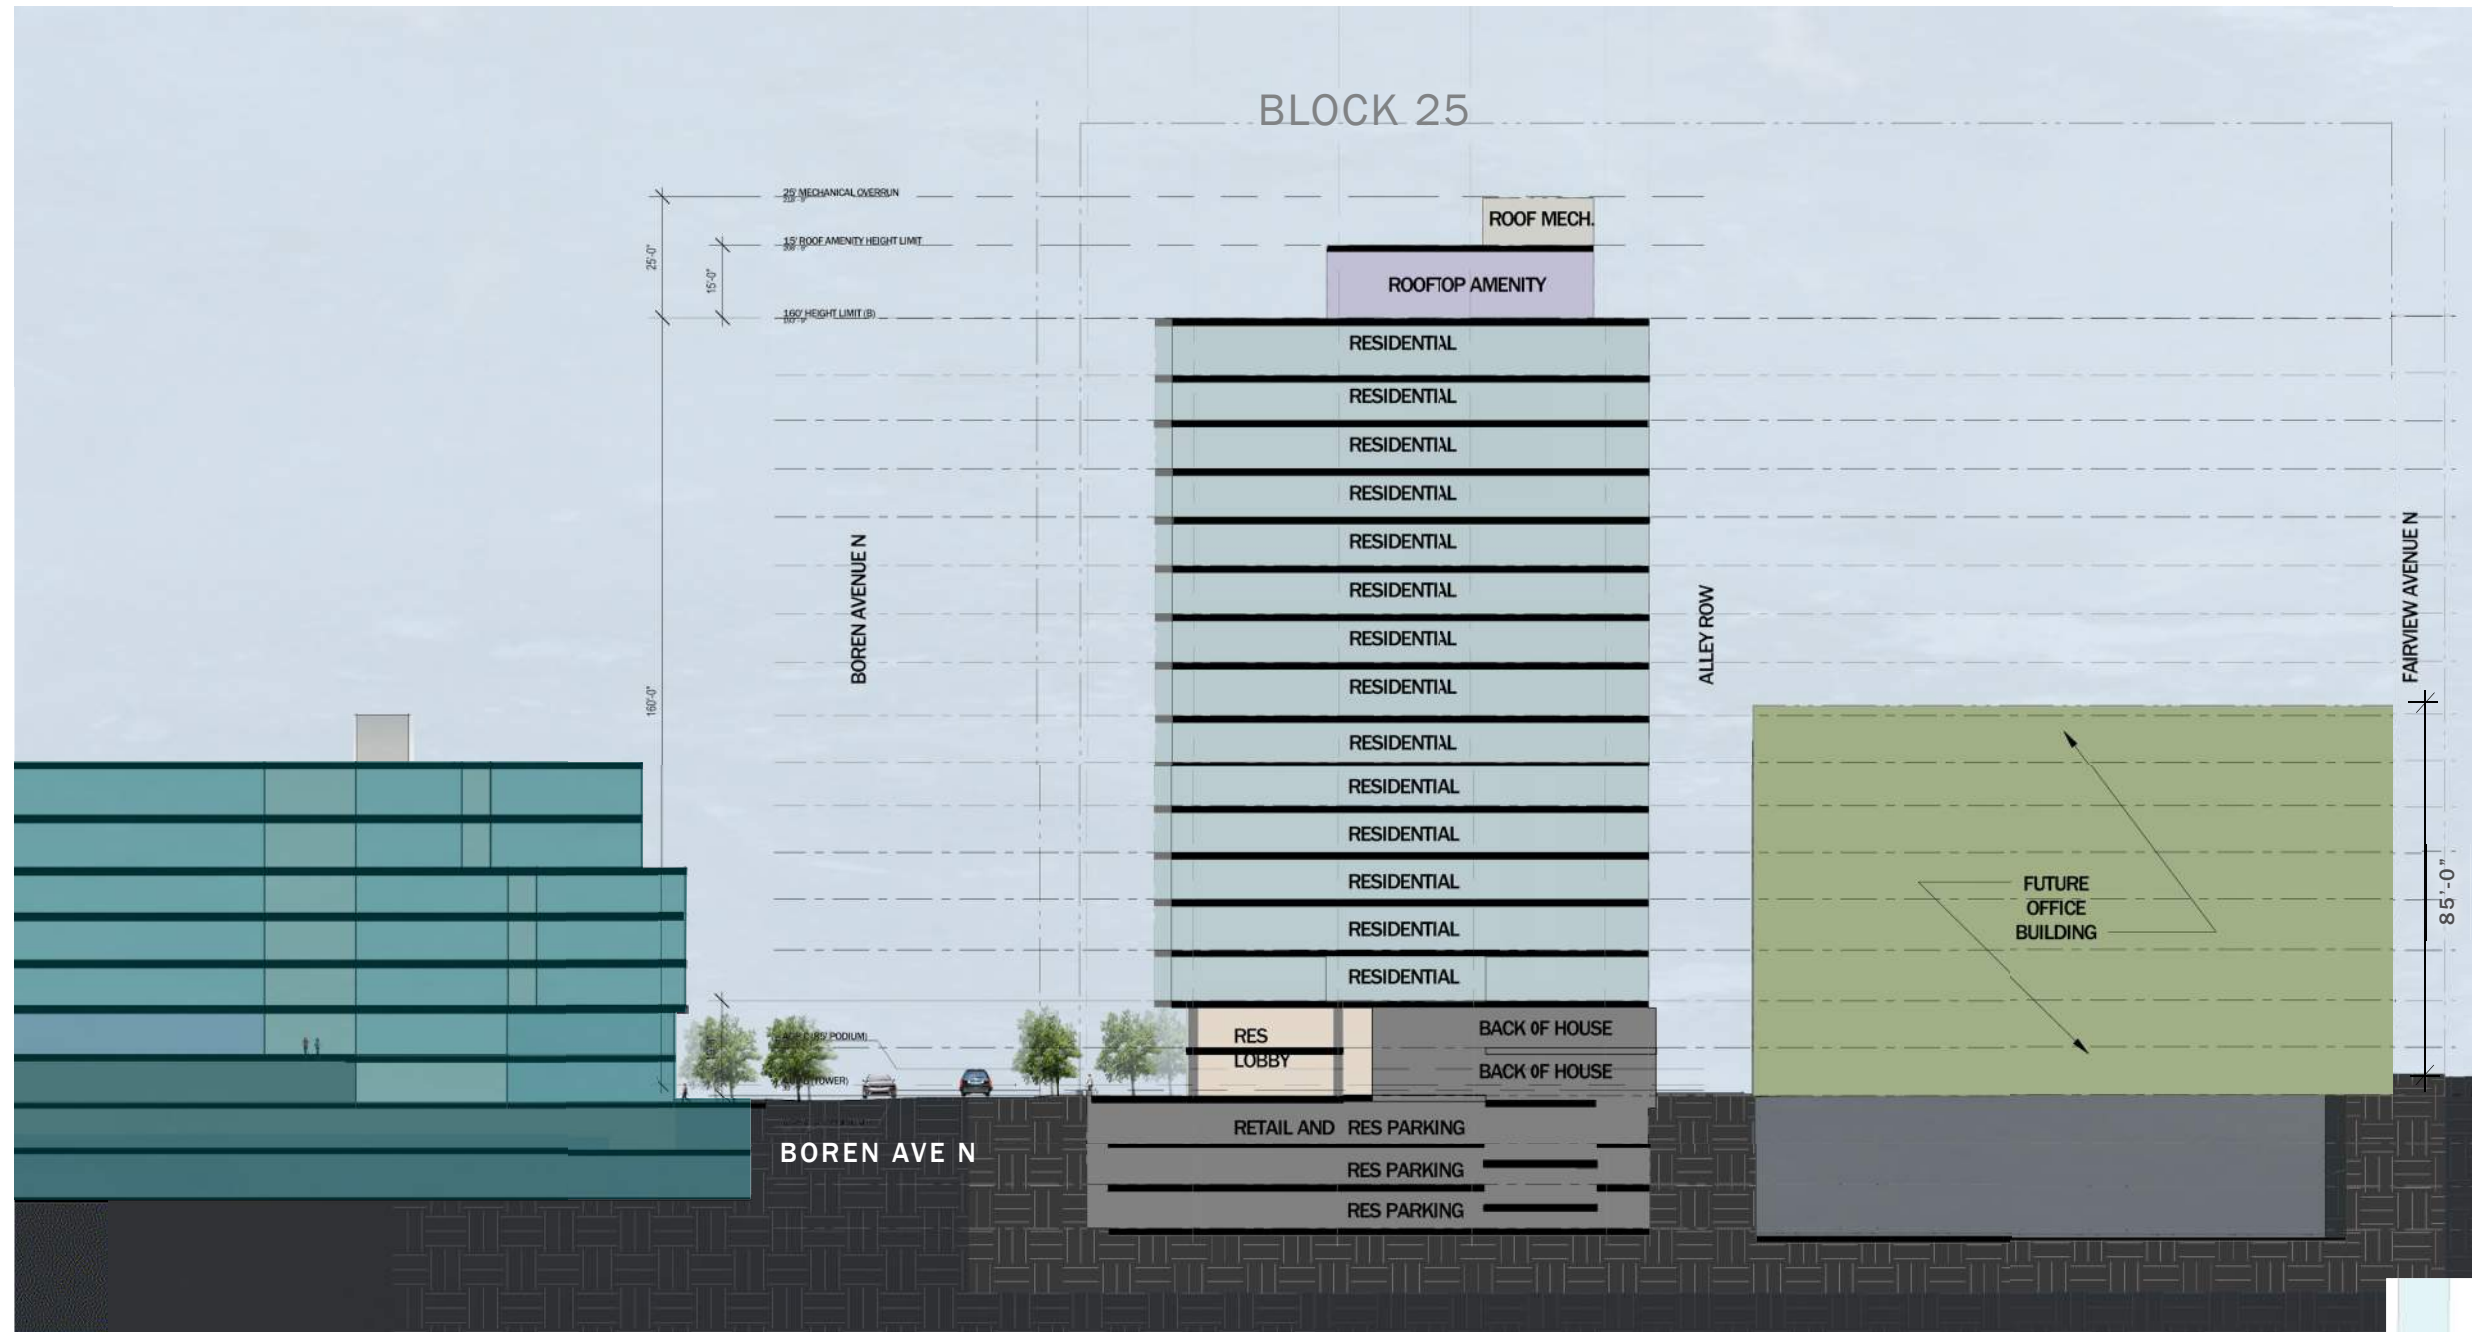 BLOCK 25
25' MECHANICAL OVERRUN
15' ROOF AMENITY HEIGHT LIMIT
160' HEIGHT LIMIT (B)
25'-0"
15'-0"
160'-0"
ROOF MECH.
ROOFTOP AMENITY
RESIDENTIAL
RESIDENTIAL
RESIDENTIAL
RESIDENTIAL
RESIDENTIAL
RESIDENTIAL
RESIDENTIAL
RESIDENTIAL
RESIDENTIAL
RESIDENTIAL
RESIDENTIAL
RESIDENTIAL
RESIDENTIAL
RESIDENTIAL
BOREN AVENUE N
ALLEY ROW
FAIRVIEW AVENUE N
85'-0"
FUTURE
OFFICE
BUILDING
RES
LOBBY
BACK OF HOUSE
BACK OF HOUSE
(85' PODIUM)
(TOWER)
RETAIL AND RES PARKING
RES PARKING
RES PARKING
BOREN AVE N